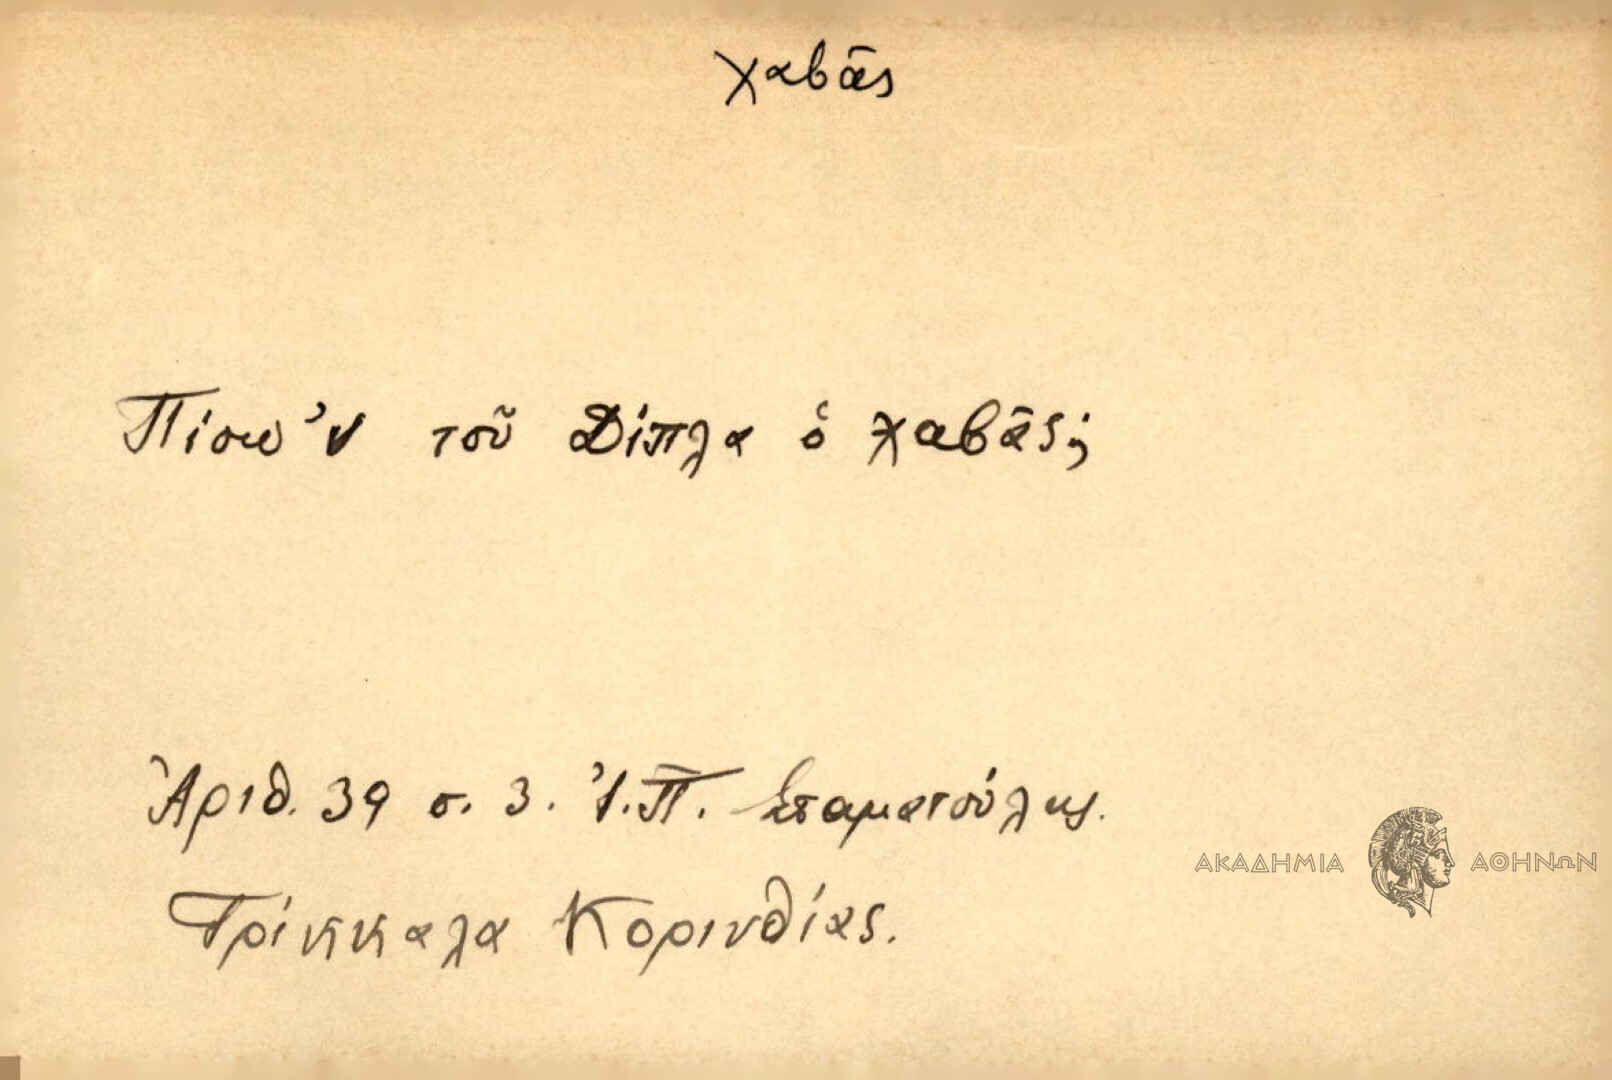 χαβᾶς
Πίσω 'ν τοῦ Δίπλα ὁ χαβᾶς;
Ἀριθ. 39 σ. 3. Ἰ.Π. Σταματούλης.
Τρίκκαλα Κορινθίας.
ΑΚΑΔΗΜΙΑ ΑΘΗΝΩΝ